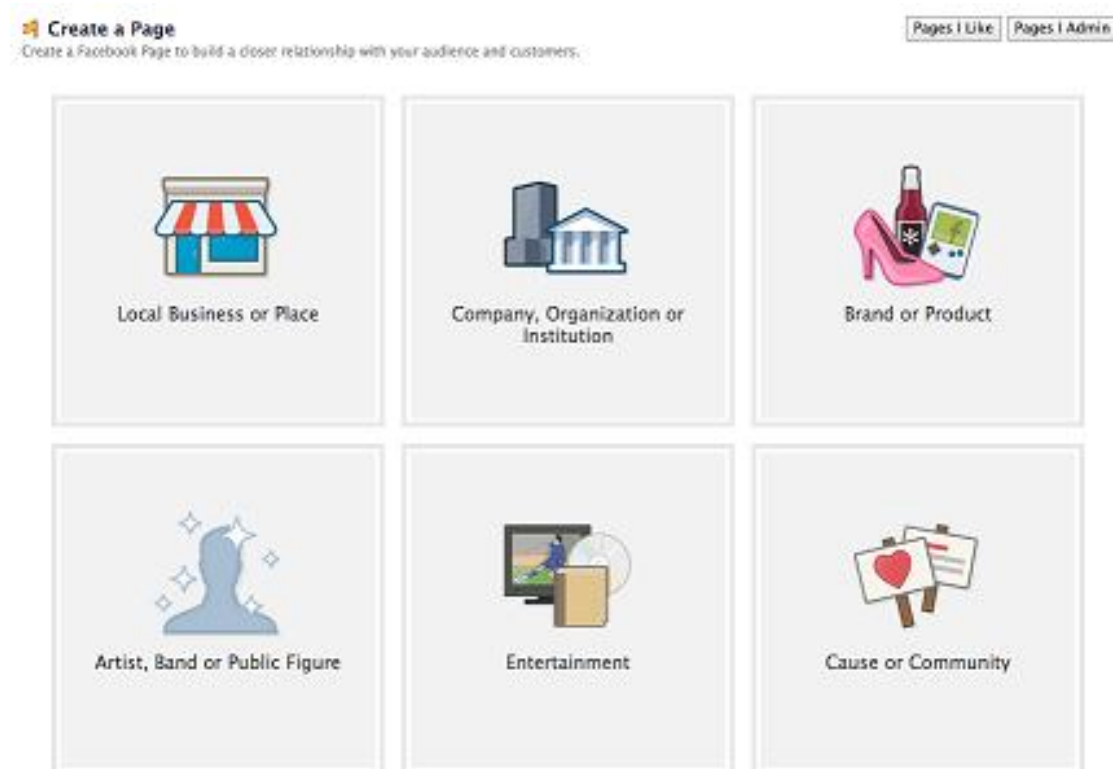 Create a Page
Pages I Like
Pages I Admin
Create a Facebook Page to build a closer relationship with your audience and customers.
Local Business or Place
Company, Organization or
Institution
Brand or Product
Artist, Band or Public Figure
Entertainment
Cause or Community